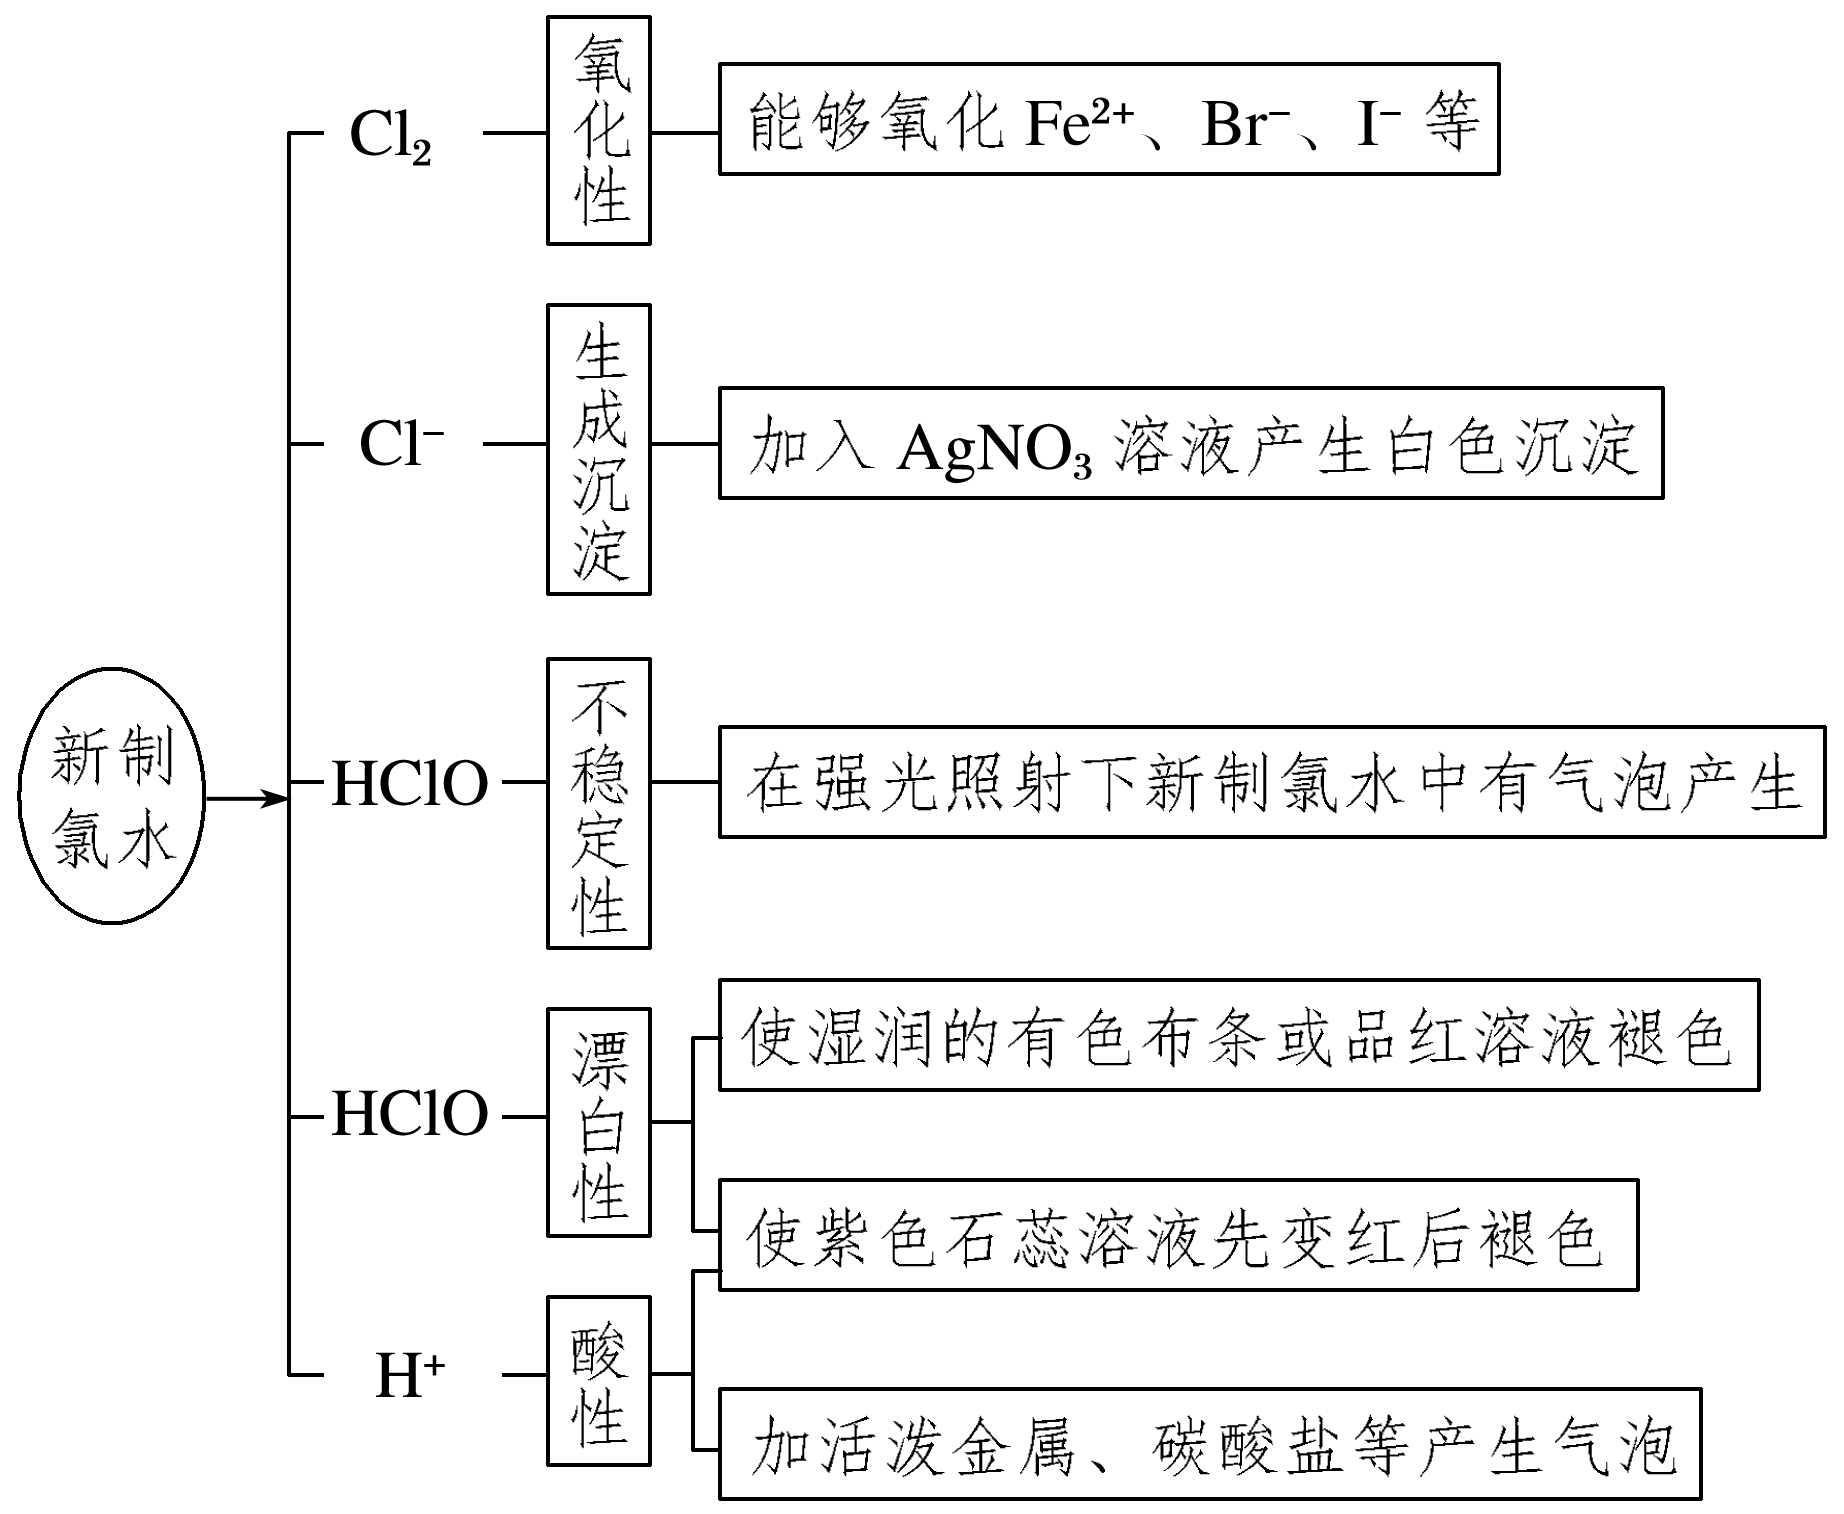 新制
氯水
Cl₂
氧化性
能够氧化 Fe²⁺、Br⁻、I⁻ 等
Cl⁻
生成沉淀
加入 AgNO₃ 溶液产生白色沉淀
HClO
不稳定性
在强光照射下新制氯水中有气泡产生
HClO
漂白性
使湿润的有色布条或品红溶液褪色
使紫色石蕊溶液先变红后褪色
H⁺
酸性
加活泼金属、碳酸盐等产生气泡